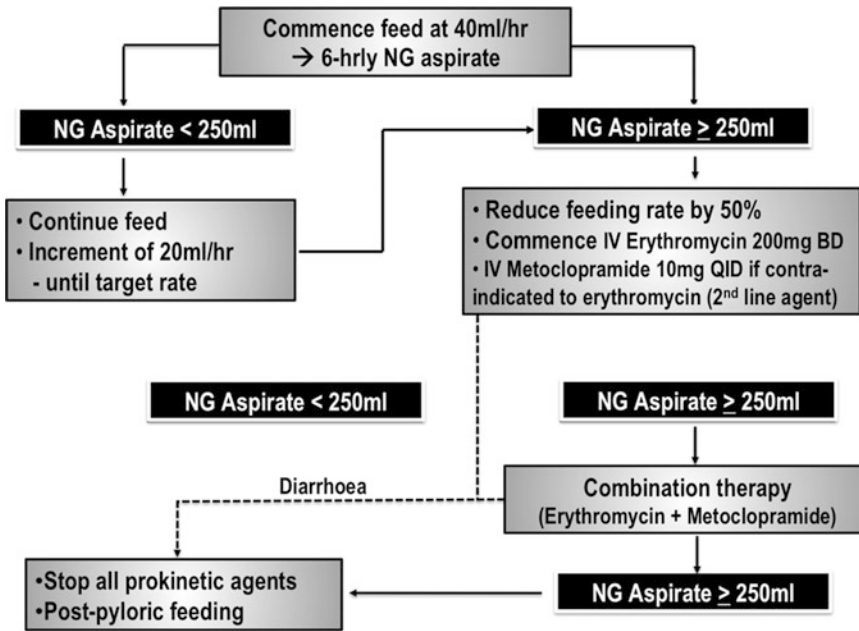 Commence feed at 40ml/hr
→ 6-hrly NG aspirate
NG Aspirate < 250ml
NG Aspirate ≥ 250ml
• Continue feed
• Increment of 20ml/hr
- until target rate
• Reduce feeding rate by 50%
• Commence IV Erythromycin 200mg BD
• IV Metoclopramide 10mg QID if contra-
indicated to erythromycin (2nd line agent)
NG Aspirate < 250ml
NG Aspirate ≥ 250ml
Diarrhoea
Combination therapy
(Erythromycin + Metoclopramide)
•Stop all prokinetic agents
•Post-pyloric feeding
NG Aspirate ≥ 250ml